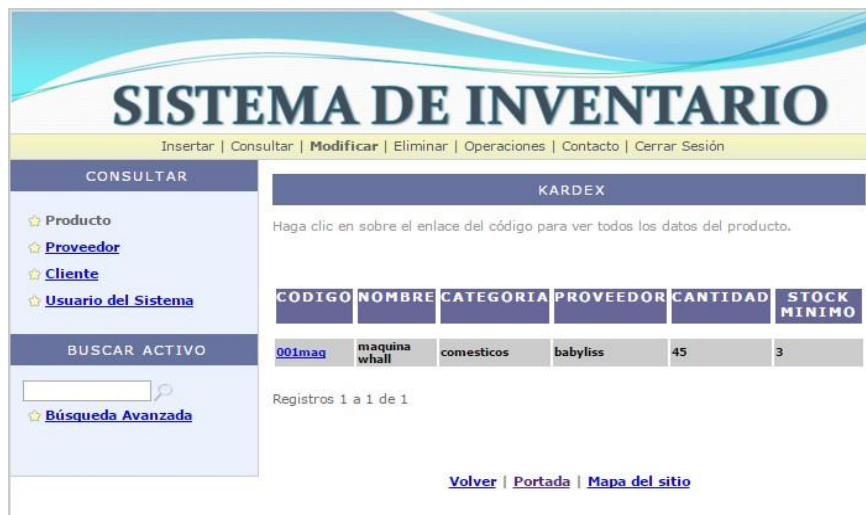 SISTEMA DE INVENTARIO
Insertar | Consultar | Modificar | Eliminar | Operaciones | Contacto | Cerrar Sesión
CONSULTAR
Producto
Proveedor
Cliente
Usuario del Sistema
BUSCAR ACTIVO
Búsqueda Avanzada
KARDEX
Haga clic en sobre el enlace del código para ver todos los datos del producto.
CODIGO NOMBRE CATEGORIA PROVEEDOR CANTIDAD STOCK MINIMO
001maq maquina whall comesticos babyliss 45 3
Registros 1 a 1 de 1
Volver | Portada | Mapa del sitio